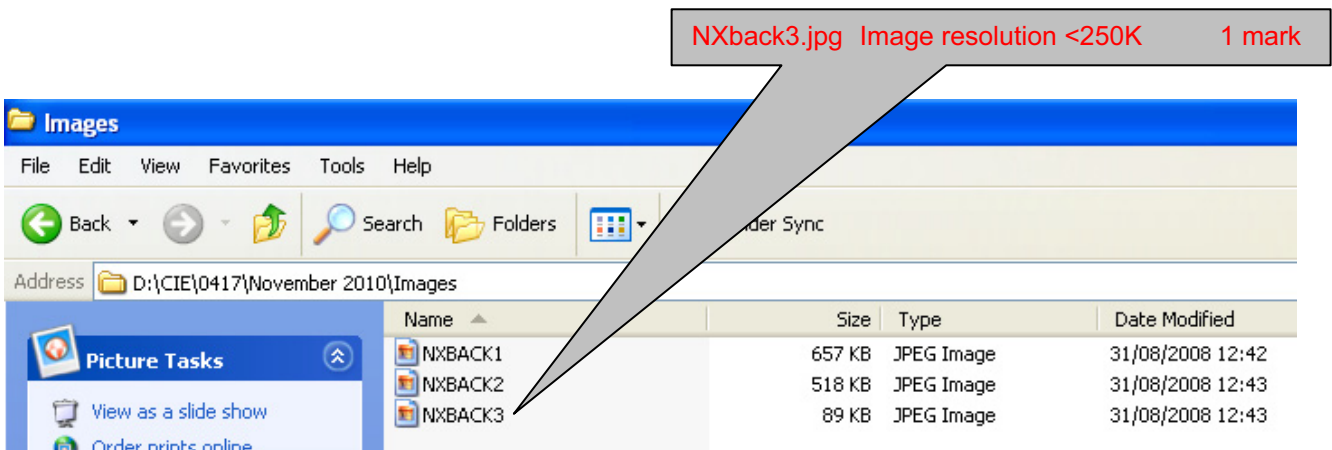 NXback3.jpg Image resolution <250K 1 mark
Images
File Edit View Favorites Tools Help
Back Search Folders der Sync
Address D:\CIE\0417\November 2010\Images
Name Size Type Date Modified
Picture Tasks
NXBACK1 657 KB JPEG Image 31/08/2008 12:42
NXBACK2 518 KB JPEG Image 31/08/2008 12:43
NXBACK3 89 KB JPEG Image 31/08/2008 12:43
View as a slide show
Order prints online